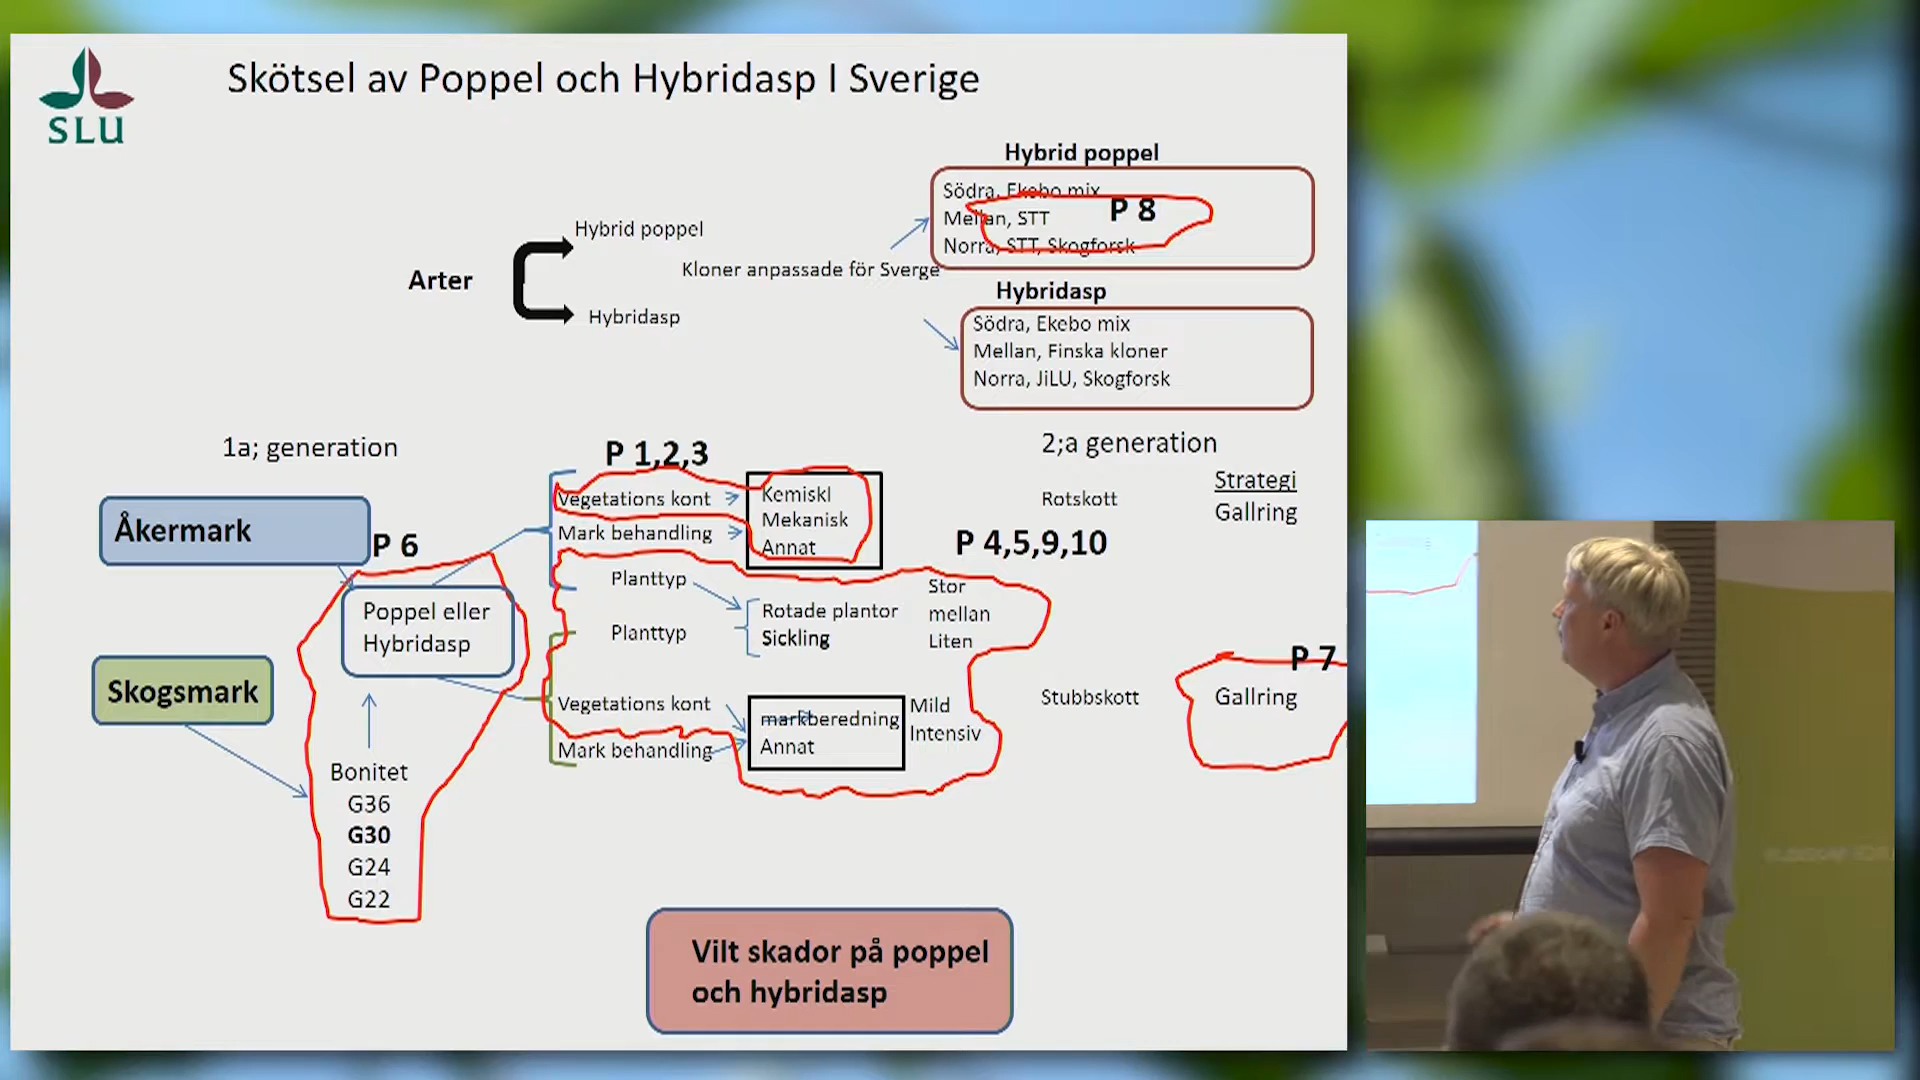 SLU
Skötsel av Poppel och Hybridasp I Sverige
Hybrid poppel
Södra, Ekebo mix
Mellan, STT
P 8
Norra, STT, Skogforsk
Arter
Hybrid poppel
Kloner anpassade för Sverge
Hybridasp
Hybridasp
Södra, Ekebo mix
Mellan, Finska kloner
Norra, JiLU, Skogforsk
1a; generation
P 1,2,3
2;a generation
Åkermark
P 6
Vegetations kont
Kemiskl
Mark behandling
Mekanisk
Annat
Rotskott
Strategi
Gallring
P 4,5,9,10
Poppel eller
Hybridasp
Planttyp
Planttyp
Rotade plantor
Sickling
Stor
mellan
Liten
Skogsmark
P 7
Vegetations kont
Mark behandling
markberedning
Annat
Mild
Intensiv
Stubbskott
Gallring
Bonitet
G36
G30
G24
G22
Vilt skador på poppel
och hybridasp